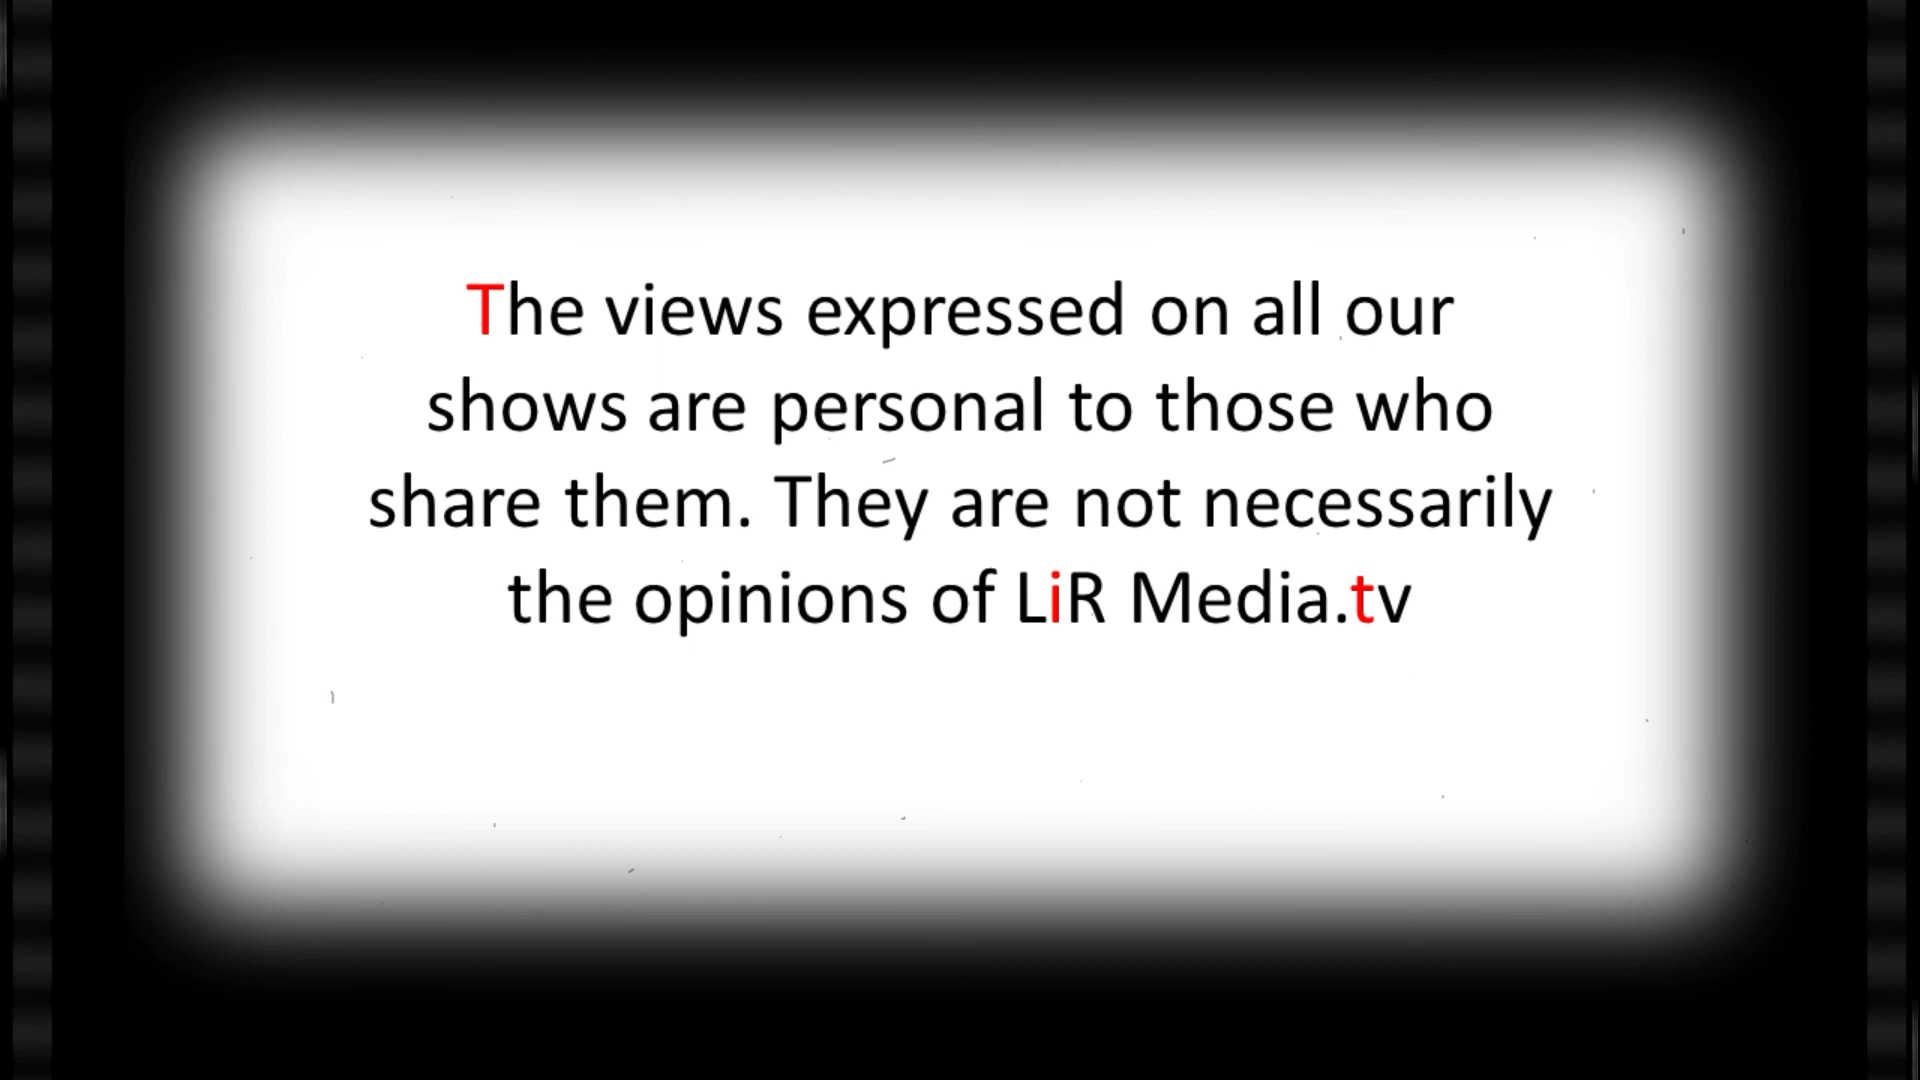 The views expressed on all our
shows are personal to those who
share them. They are not necessarily
the opinions of LiR Media.tv